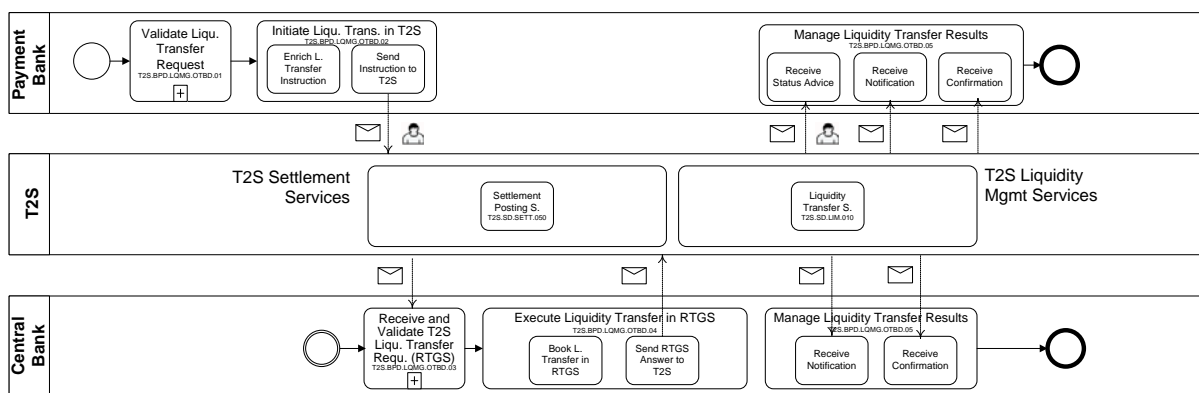 Payment
Bank
Validate Liqu.
Transfer
Request
T2S.BPD.LQMG.OTBD.01
Initiate Liqu. Trans. in T2S
T2S.BPD.LQMG.OTBD.02
Enrich L.
Transfer
Instruction
Send
Instruction to
T2S
Manage Liquidity Transfer Results
T2S.BPD.LQMG.OTBD.05
Receive
Status Advice
Receive
Notification
Receive
Confirmation
T2S
T2S Settlement
Services
Settlement
Posting S.
T2S.SD.SETT.050
Liquidity
Transfer S.
T2S.SD.LIM.010
T2S Liquidity
Mgmt Services
Central
Bank
Receive and
Validate T2S
Liqu. Transfer
Requ. (RTGS)
T2S.BPD.LQMG.OTBD.03
Execute Liquidity Transfer in RTGS
T2S.BPD.LQMG.OTBD.04
Book L.
Transfer in
RTGS
Send RTGS
Answer to
T2S
Manage Liquidity Transfer Results
T2S.BPD.LQMG.OTBD.05
Receive
Notification
Receive
Confirmation